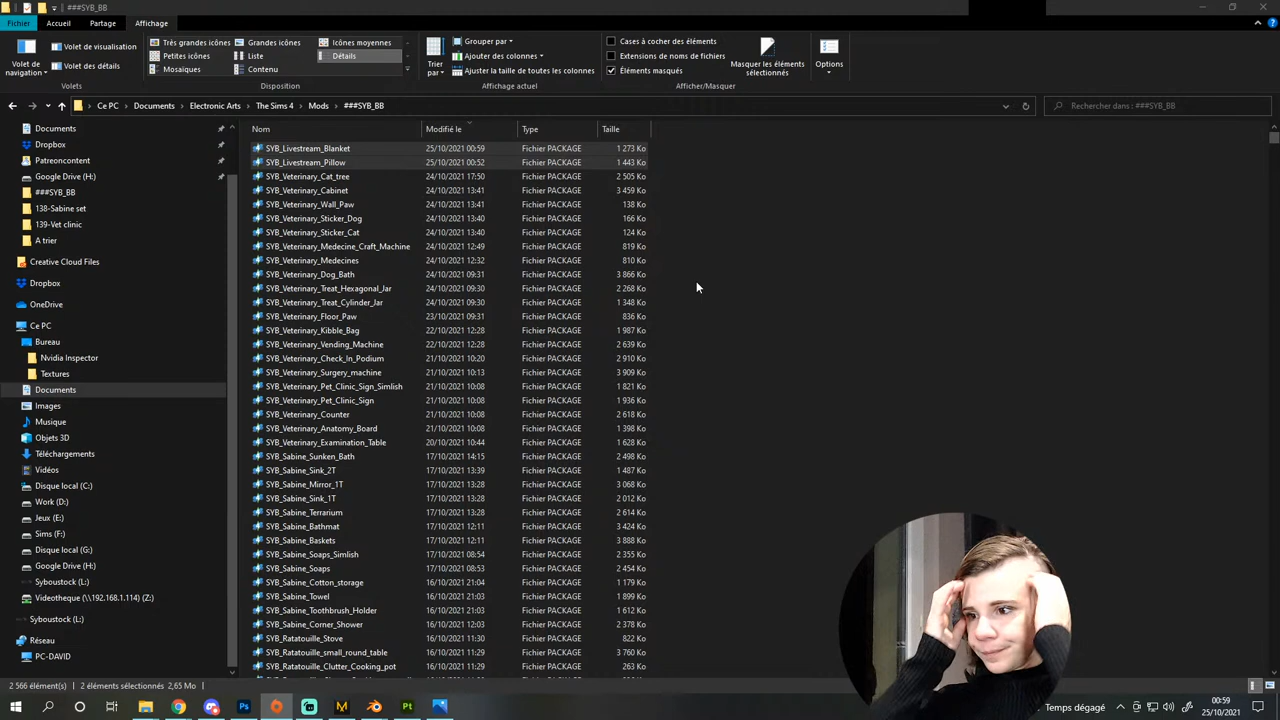 ###SYB_BB
Fichier Accueil Partage Affichage
Volet de navigation
Volet de visualisation
Volet des détails
Volets
Très grandes icônes Grandes icônes Icônes moyennes
Petites icônes Liste Détails
Mosaïques Contenu
Disposition
Trier par
Grouper par
Ajouter des colonnes
Ajuster la taille de toutes les colonnes
Affichage actuel
Cases à cocher des éléments
Extensions de noms de fichiers
Éléments masqués
Masquer les éléments sélectionnés
Afficher/Masquer
Options
Ce PC > Documents > Electronic Arts > The Sims 4 > Mods > ###SYB_BB
Rechercher dans : ###SYB_BB
Documents
Dropbox
Patreoncontent
Google Drive (H:)
###SYB_BB
138-Sabine set
139-Vet clinic
A trier
Creative Cloud Files
Dropbox
OneDrive
Ce PC
Bureau
Nvidia Inspector
Textures
Documents
Images
Musique
Objets 3D
Téléchargements
Vidéos
Disque local (C:)
Work (D:)
Jeux (E:)
Sims (F:)
Disque local (G:)
Google Drive (H:)
Syboustock (L:)
Videotheque (\\192.168.1.114) (Z:)
Syboustock (L:)
Réseau
PC-DAVID
Nom Modifié le Type Taille
SYB_Livestream_Blanket 25/10/2021 00:59 Fichier PACKAGE 1 273 Ko
SYB_Livestream_Pillow 25/10/2021 00:52 Fichier PACKAGE 1 443 Ko
SYB_Veterinary_Cat_tree 24/10/2021 17:50 Fichier PACKAGE 2 505 Ko
SYB_Veterinary_Cabinet 24/10/2021 13:41 Fichier PACKAGE 3 459 Ko
SYB_Veterinary_Wall_Paw 24/10/2021 13:41 Fichier PACKAGE 138 Ko
SYB_Veterinary_Sticker_Dog 24/10/2021 13:40 Fichier PACKAGE 166 Ko
SYB_Veterinary_Sticker_Cat 24/10/2021 13:40 Fichier PACKAGE 124 Ko
SYB_Veterinary_Medecine_Craft_Machine 24/10/2021 12:49 Fichier PACKAGE 819 Ko
SYB_Veterinary_Medecines 24/10/2021 12:32 Fichier PACKAGE 810 Ko
SYB_Veterinary_Dog_Bath 24/10/2021 09:31 Fichier PACKAGE 3 866 Ko
SYB_Veterinary_Treat_Hexagonal_Jar 24/10/2021 09:30 Fichier PACKAGE 2 268 Ko
SYB_Veterinary_Treat_Cylinder_Jar 24/10/2021 09:30 Fichier PACKAGE 1 348 Ko
SYB_Veterinary_Floor_Paw 23/10/2021 09:31 Fichier PACKAGE 836 Ko
SYB_Veterinary_Kibble_Bag 22/10/2021 12:28 Fichier PACKAGE 1 987 Ko
SYB_Veterinary_Vending_Machine 22/10/2021 12:28 Fichier PACKAGE 2 639 Ko
SYB_Veterinary_Check_In_Podium 21/10/2021 10:20 Fichier PACKAGE 2 910 Ko
SYB_Veterinary_Surgery_machine 21/10/2021 10:13 Fichier PACKAGE 3 909 Ko
SYB_Veterinary_Pet_Clinic_Sign_Simlish 21/10/2021 10:08 Fichier PACKAGE 1 821 Ko
SYB_Veterinary_Pet_Clinic_Sign 21/10/2021 10:08 Fichier PACKAGE 1 936 Ko
SYB_Veterinary_Counter 21/10/2021 10:08 Fichier PACKAGE 2 618 Ko
SYB_Veterinary_Anatomy_Board 21/10/2021 10:08 Fichier PACKAGE 1 398 Ko
SYB_Veterinary_Examination_Table 20/10/2021 10:44 Fichier PACKAGE 1 628 Ko
SYB_Sabine_Sunken_Bath 17/10/2021 14:15 Fichier PACKAGE 2 498 Ko
SYB_Sabine_Sink_2T 17/10/2021 13:39 Fichier PACKAGE 1 487 Ko
SYB_Sabine_Mirror_1T 17/10/2021 13:28 Fichier PACKAGE 3 068 Ko
SYB_Sabine_Sink_1T 17/10/2021 13:28 Fichier PACKAGE 2 012 Ko
SYB_Sabine_Terrarium 17/10/2021 13:28 Fichier PACKAGE 2 614 Ko
SYB_Sabine_Bathmat 17/10/2021 12:11 Fichier PACKAGE 3 424 Ko
SYB_Sabine_Baskets 17/10/2021 12:11 Fichier PACKAGE 3 888 Ko
SYB_Sabine_Soaps_Simlish 17/10/2021 08:54 Fichier PACKAGE 2 355 Ko
SYB_Sabine_Soaps 17/10/2021 08:53 Fichier PACKAGE 2 454 Ko
SYB_Sabine_Cotton_storage 16/10/2021 21:04 Fichier PACKAGE 1 179 Ko
SYB_Sabine_Towel 16/10/2021 21:03 Fichier PACKAGE 1 899 Ko
SYB_Sabine_Toothbrush_Holder 16/10/2021 21:03 Fichier PACKAGE 1 612 Ko
SYB_Sabine_Corner_Shower 16/10/2021 12:03 Fichier PACKAGE 2 378 Ko
SYB_Ratatouille_Stove 16/10/2021 11:30 Fichier PACKAGE 822 Ko
SYB_Ratatouille_small_round_table 16/10/2021 11:29 Fichier PACKAGE 3 760 Ko
SYB_Ratatouille_Clutter_Cooking_pot 16/10/2021 11:29 Fichier PACKAGE 263 Ko
2 566 élément(s) 2 éléments sélectionnés 2,65 Mo
Temps dégagé
00:59
25/10/2021